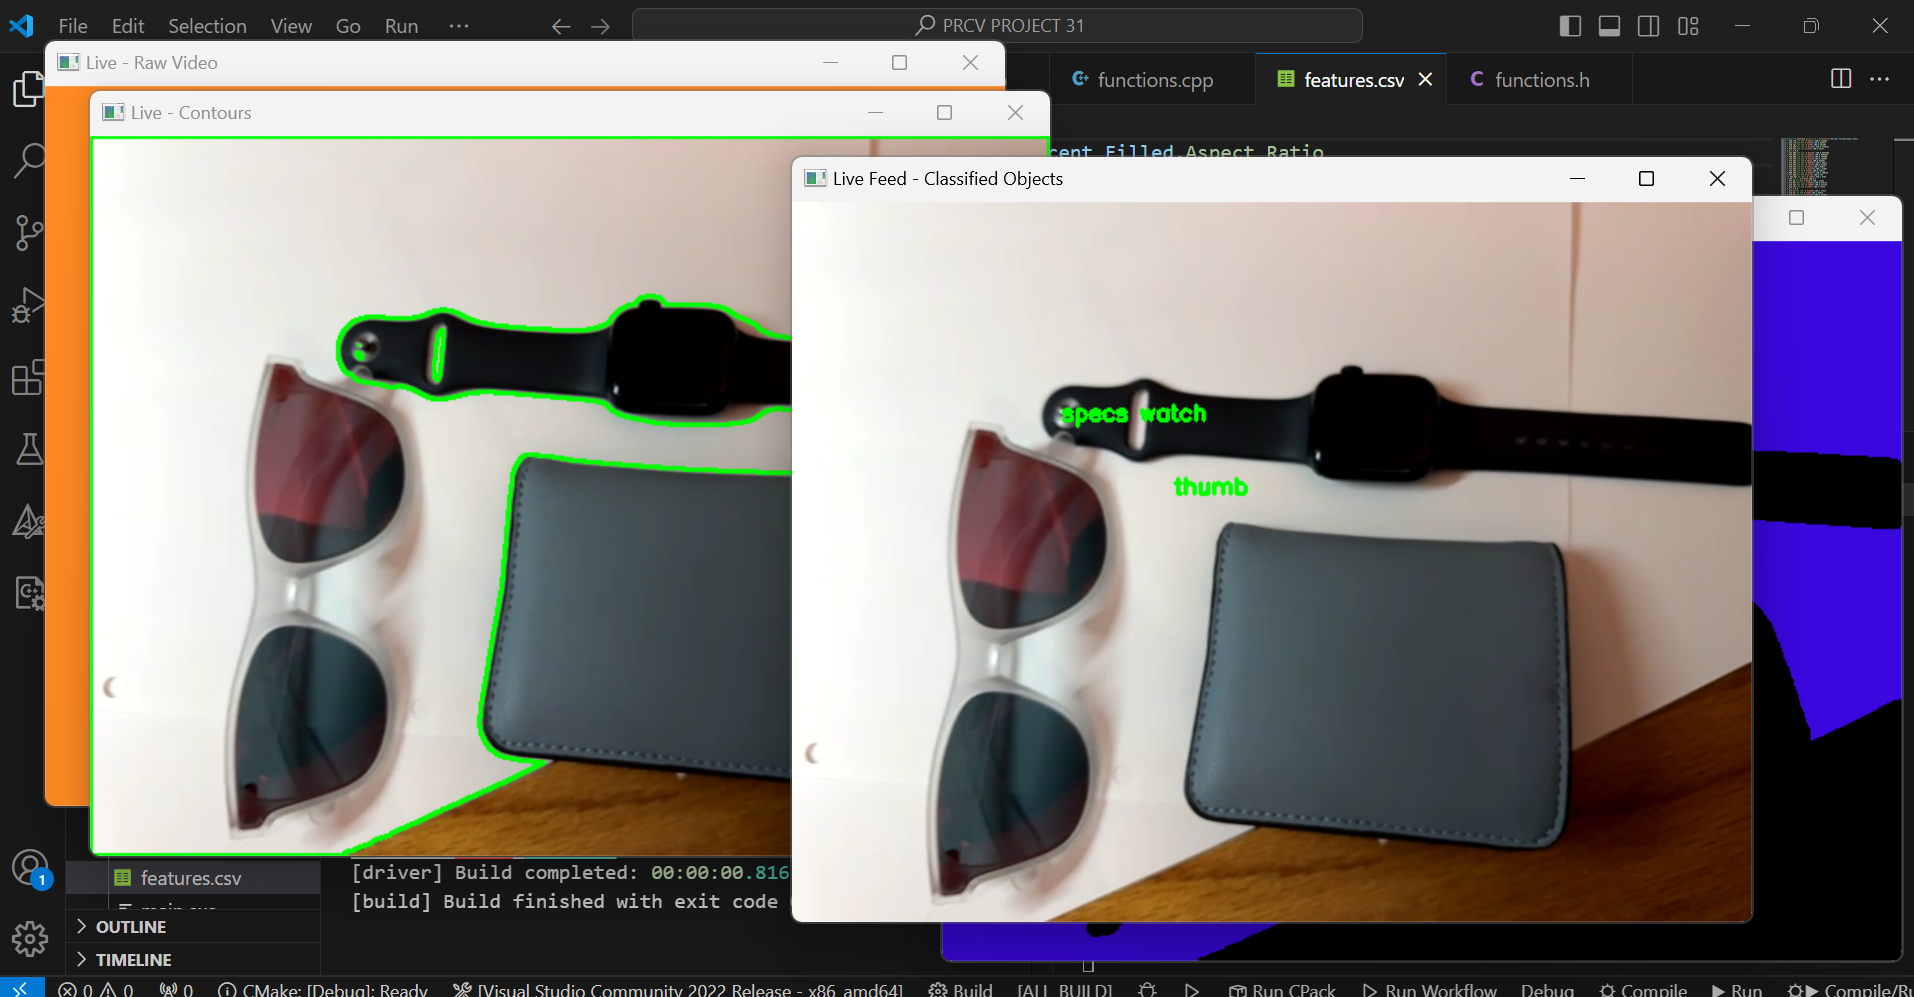 File Edit Selection View Go Run ···
PRCV PROJECT 31
Live - Raw Video
functions.cpp
features.csv
functions.h
Live - Contours
cent Filled,Aspect Ratio
Live Feed - Classified Objects
specs watch
thumb
1
features.csv
[driver] Build completed: 00:00:00.816
[build] Build finished with exit code
OUTLINE
TIMELINE
0 0 0 CMake: [Debug]: Ready [Visual Studio Community 2022 Release - x86_amd64] Build [ALL_BUILD] Run CPack Run Workflow Debug Compile Run Compile/Ru